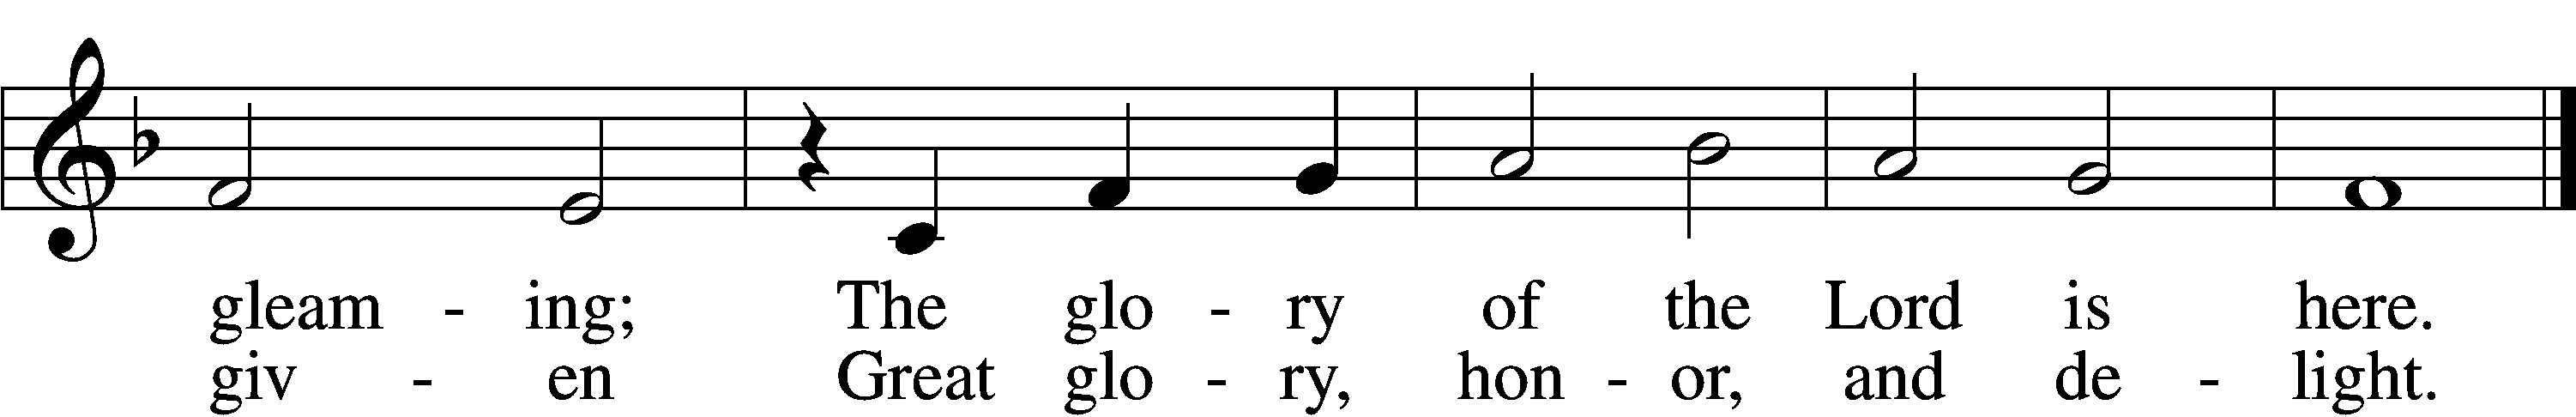 gleam - ing; The glo - ry of the Lord is here.
giv - en Great glo - ry, hon - or, and de - light.